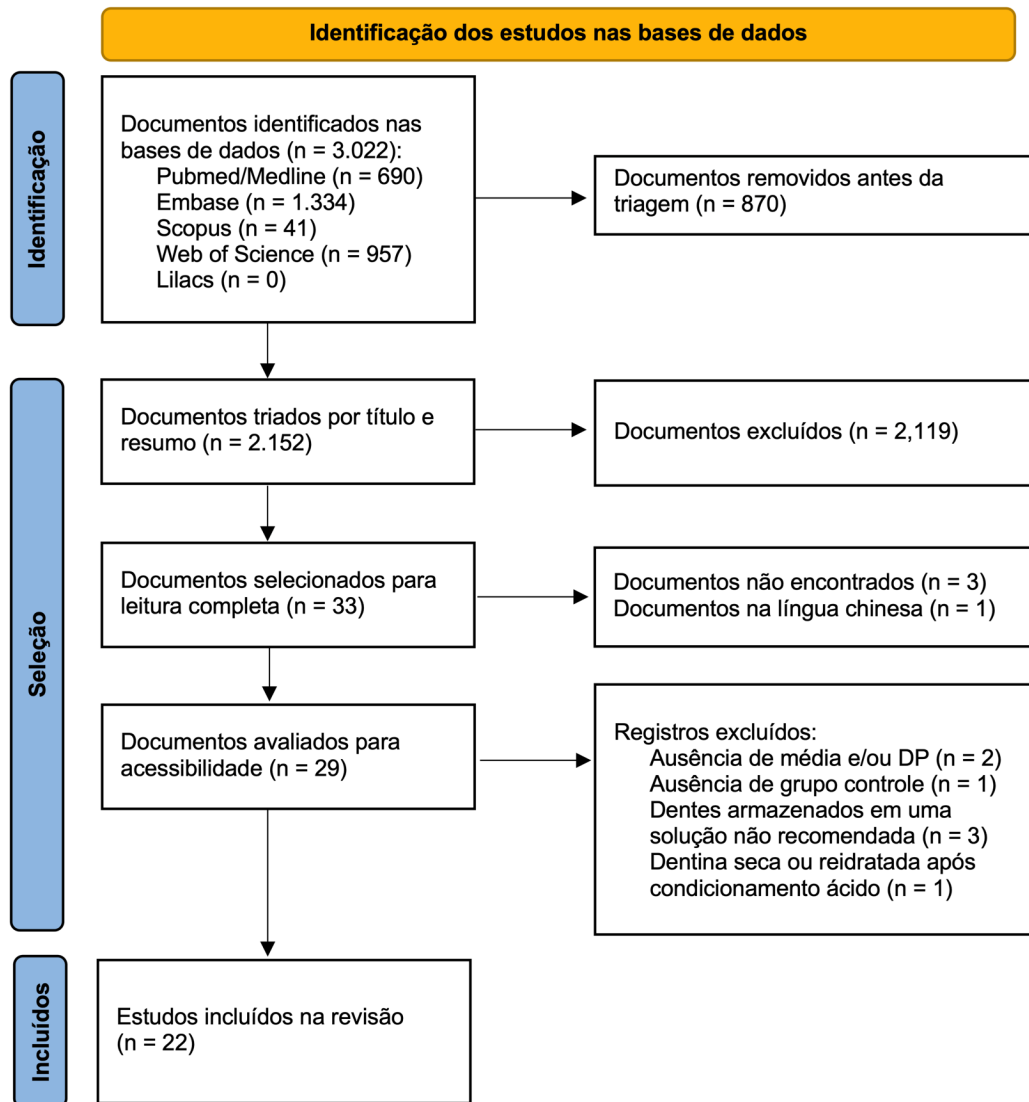 Identificação dos estudos nas bases de dados
Identificação
Documentos identificados nas
bases de dados (n = 3.022):
Pubmed/Medline (n = 690)
Embase (n = 1.334)
Scopus (n = 41)
Web of Science (n = 957)
Lilacs (n = 0)
Documentos removidos antes da
triagem (n = 870)
Seleção
Documentos triados por título e
resumo (n = 2.152)
Documentos excluídos (n = 2,119)
Documentos selecionados para
leitura completa (n = 33)
Documentos não encontrados (n = 3)
Documentos na língua chinesa (n = 1)
Documentos avaliados para
acessibilidade (n = 29)
Registros excluídos:
Ausência de média e/ou DP (n = 2)
Ausência de grupo controle (n = 1)
Dentes armazenados em uma
solução não recomendada (n = 3)
Dentina seca ou reidratada após
condicionamento ácido (n = 1)
Incluídos
Estudos incluídos na revisão
(n = 22)